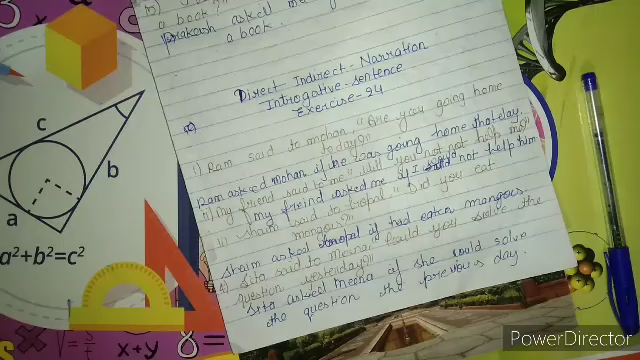 a book?"
Prakash asked me
a book.
Direct Indirect - Narration
Introgative - sentence
Exercise - 24
i) Ram said to mohan, "Are you going home
today?"
Ram asked mohan if he was going home that day.
ii) My friend said to me "Will you not help me?"
My freind asked me if I would not help him
iii Shaim said to Gopal "Did you eat
mangoes?"
Shaim asked Gopal if had eaten mangoes.
Sita said to Meena, "Could you solve the
question yesterday?"
Sita asked Meena if she could solve
the question the previous day.
c
b
a
a²+b²=c²
x+y
8
PowerDirector